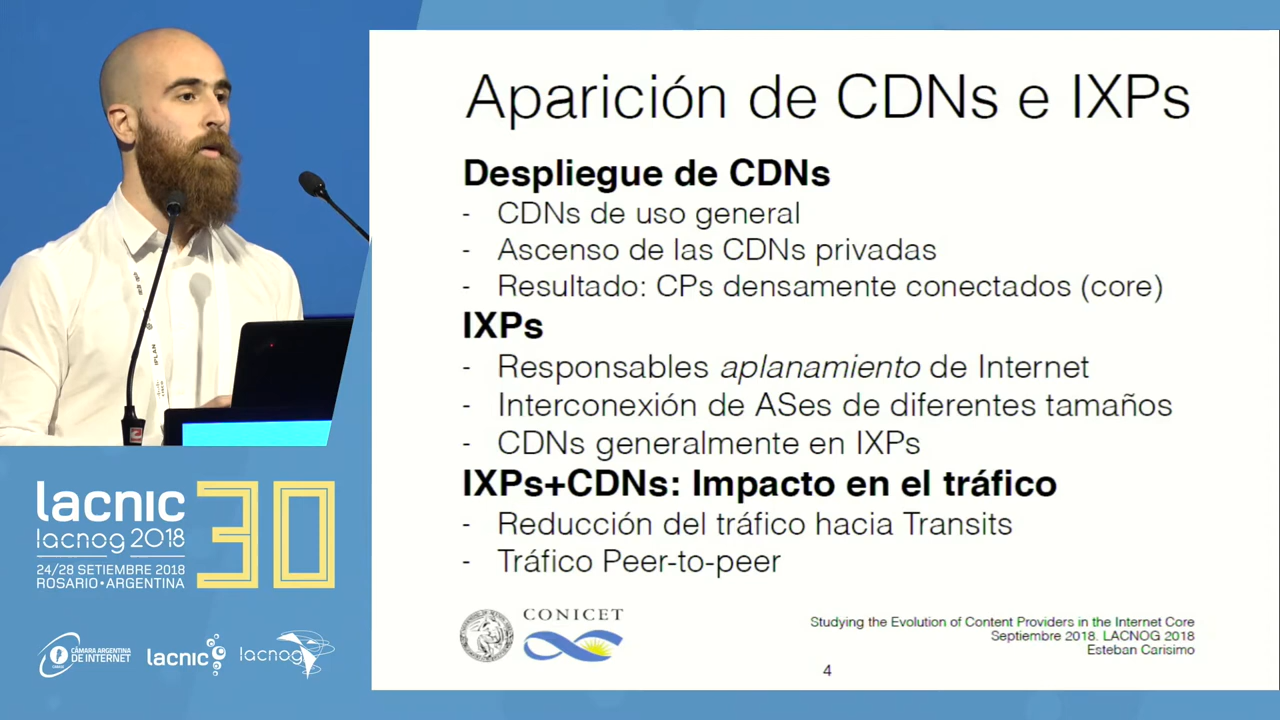 Aparición de CDNs e IXPs
Despliegue de CDNs
- CDNs de uso general
- Ascenso de las CDNs privadas
- Resultado: CPs densamente conectados (core)
IXPs
- Responsables aplanamiento de Internet
- Interconexión de ASes de diferentes tamaños
- CDNs generalmente en IXPs
IXPs+CDNs: Impacto en el tráfico
- Reducción del tráfico hacia Transits
- Tráfico Peer-to-peer
CONICET
Studying the Evolution of Content Providers in the Internet Core
Septiembre 2018. LACNOG 2018
Esteban Carisimo
4
IPLAN
lacnic 30
lacnog 2018
24/28 SETIEMBRE 2018
ROSARIO•ARGENTINA
CÁMARA ARGENTINA
DE INTERNET
lacnic
lacnog